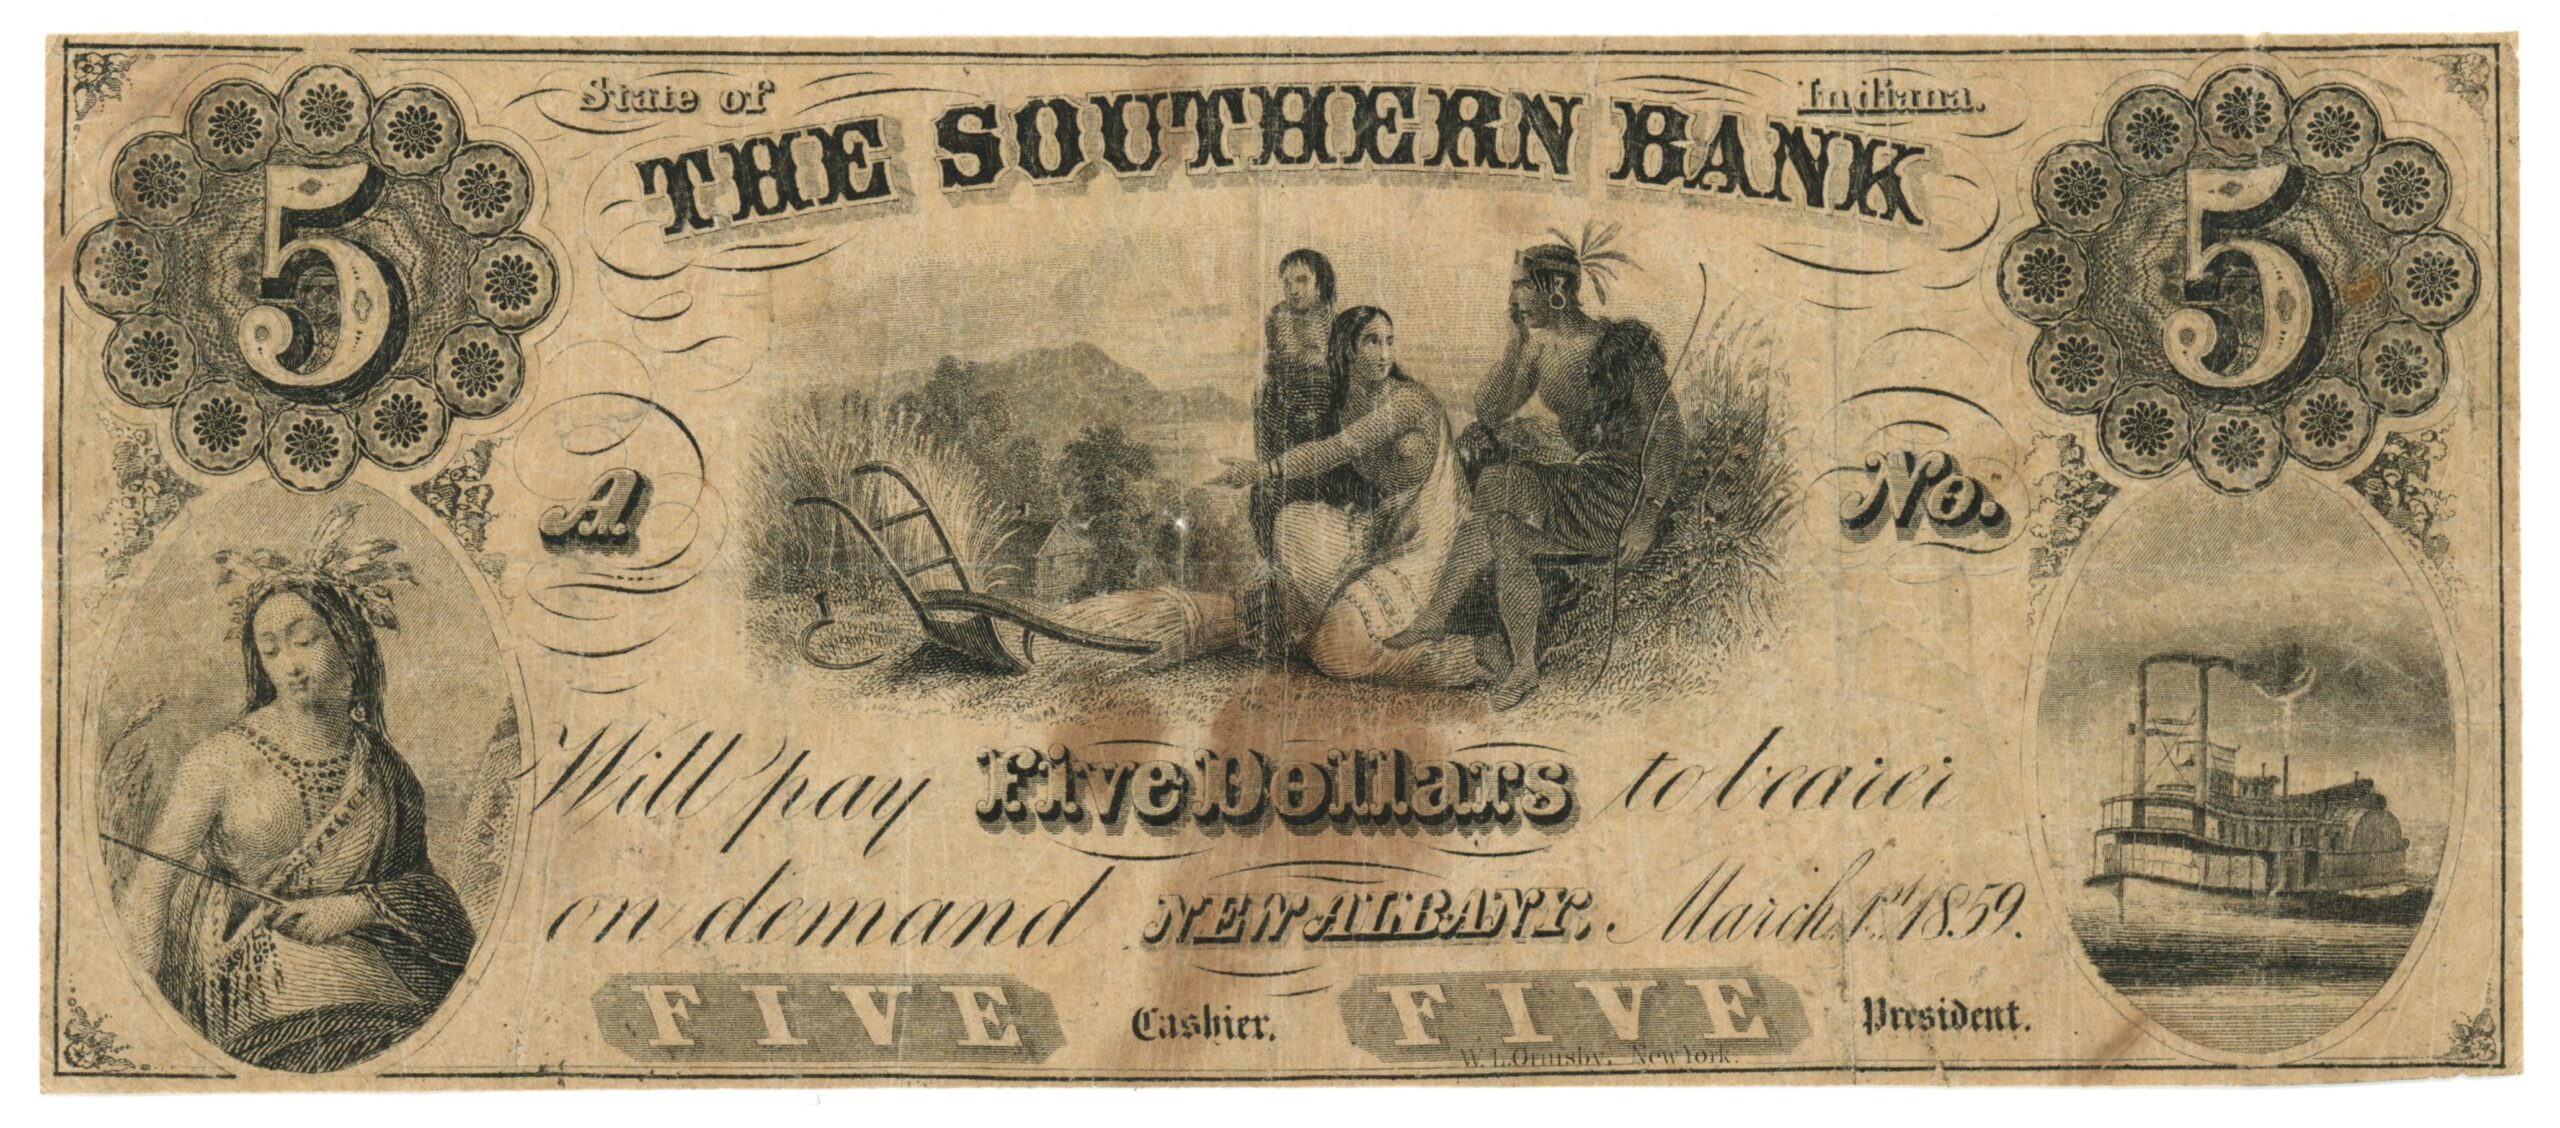 State of Indiana.
THE SOUTHERN BANK
5
5
A.
No.
Will pay Five Dollars to bearer
on demand NEW ALBANY, March 1st 1859.
FIVE Cashier. FIVE President.
W. L. Ormsby, New York.